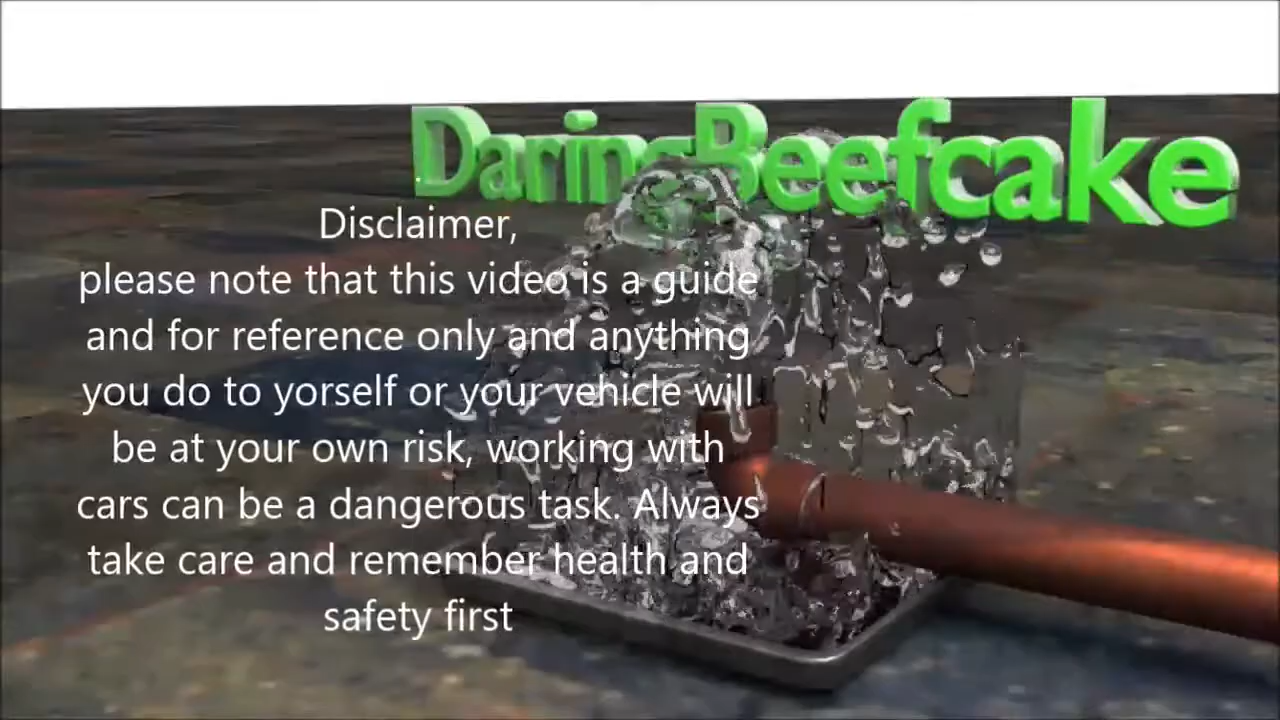 DaringBeefcake
Disclaimer,
please note that this video is a guide
and for reference only and anything
you do to yorself or your vehicle will
be at your own risk, working with
cars can be a dangerous task. Always
take care and remember health and
safety first